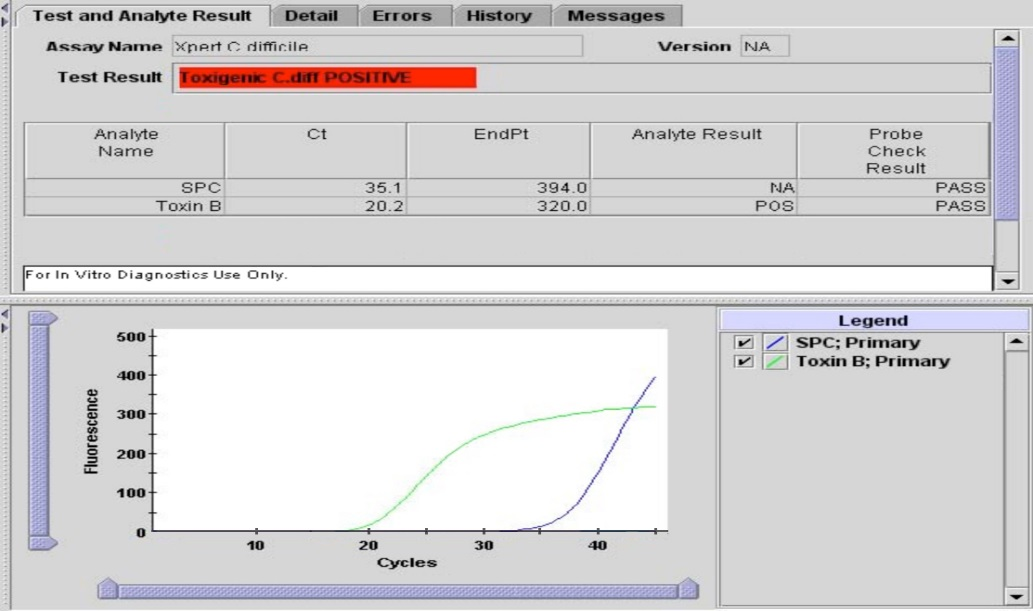 Test and Analyte Result Detail Errors History Messages
Assay Name Xpert C difficile Version NA
Test Result Toxigenic C.diff POSITIVE
Analyte Name Ct EndPt Analyte Result Probe Check Result
SPC 35.1 394.0 NA PASS
Toxin B 20.2 320.0 POS PASS
For In Vitro Diagnostics Use Only.
Legend
SPC; Primary
Toxin B; Primary
Fluorescence
500
400
300
200
100
0
10 20 30 40
Cycles